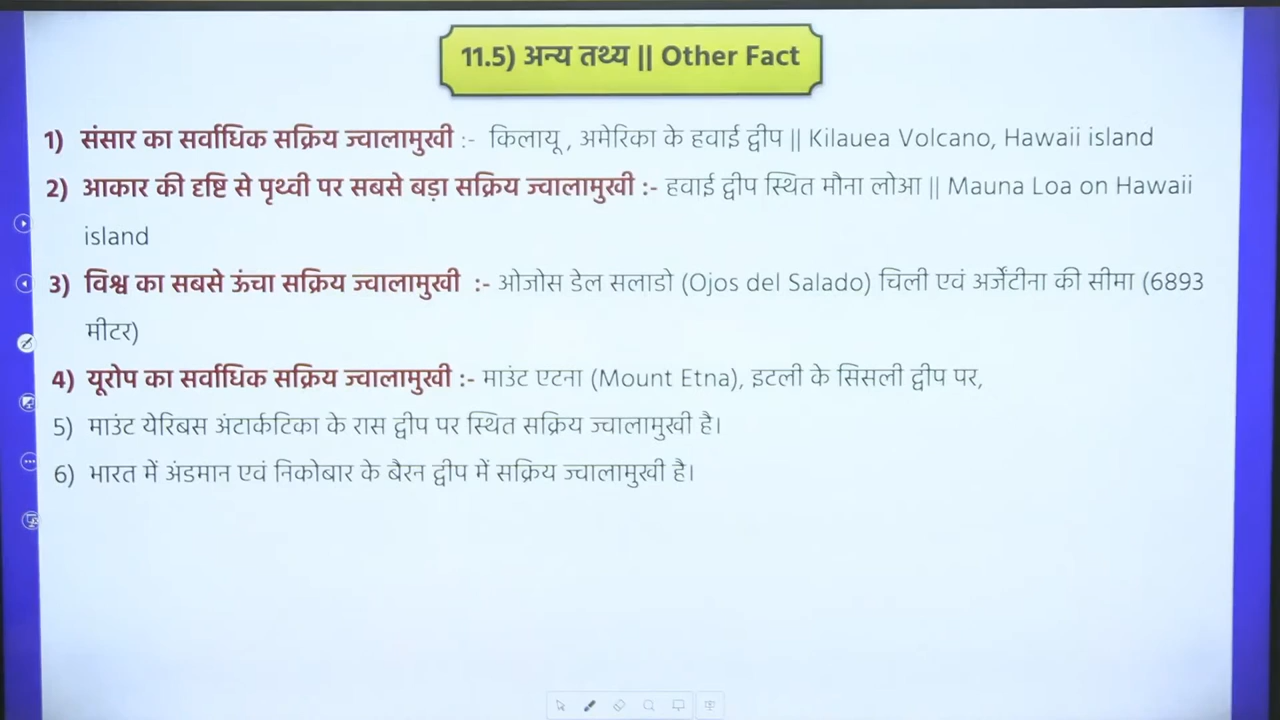 11.5) अन्य तथ्य || Other Fact
1) संसार का सर्वाधिक सक्रिय ज्वालामुखी :- किलायू , अमेरिका के हवाई द्वीप || Kilauea Volcano, Hawaii island
2) आकार की दृष्टि से पृथ्वी पर सबसे बड़ा सक्रिय ज्वालामुखी :- हवाई द्वीप स्थित मौना लोआ || Mauna Loa on Hawaii
island
3) विश्व का सबसे ऊंचा सक्रिय ज्वालामुखी :- ओजोस डेल सलाडो (Ojos del Salado) चिली एवं अर्जेंटीना की सीमा (6893
मीटर)
4) यूरोप का सर्वाधिक सक्रिय ज्वालामुखी :- माउंट एटना (Mount Etna), इटली के सिसली द्वीप पर,
5) माउंट येरिबस अंटार्कटिका के रास द्वीप पर स्थित सक्रिय ज्वालामुखी है।
6) भारत में अंडमान एवं निकोबार के बैरन द्वीप में सक्रिय ज्वालामुखी है।